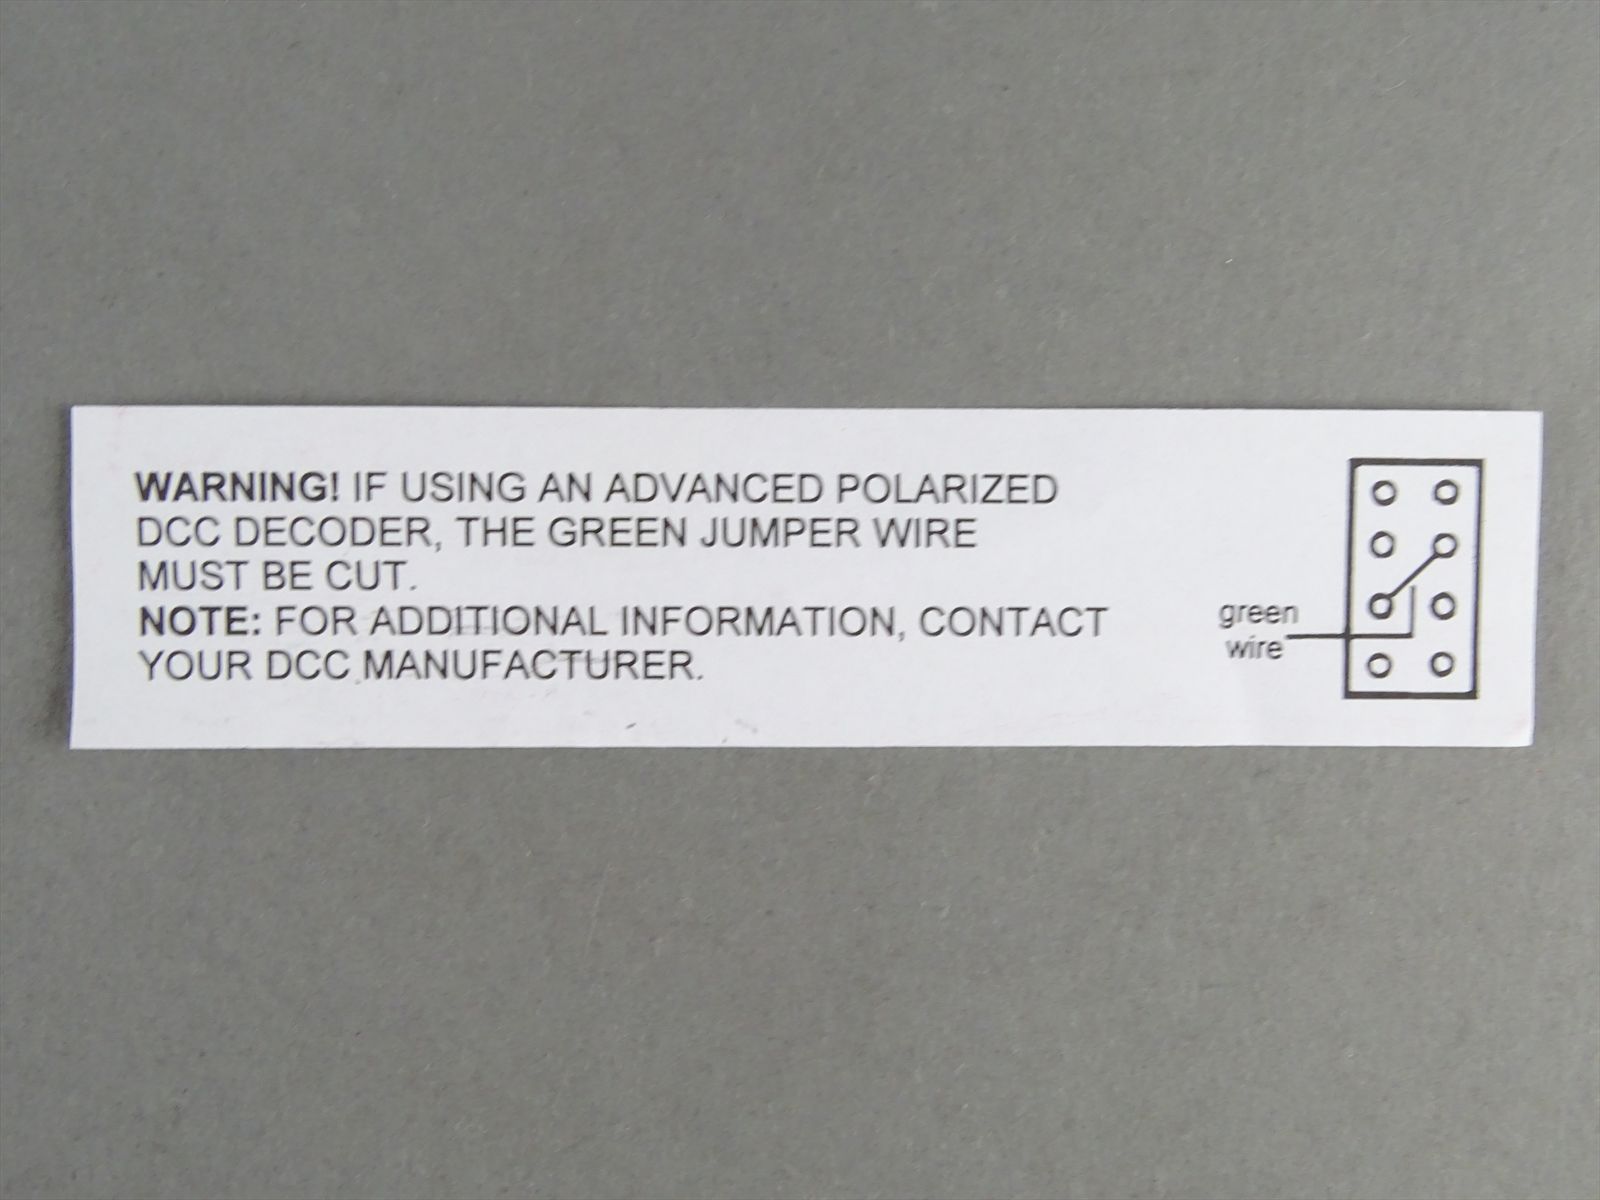 WARNING! IF USING AN ADVANCED POLARIZED
DCC DECODER, THE GREEN JUMPER WIRE
MUST BE CUT.
NOTE: FOR ADDITIONAL INFORMATION, CONTACT
YOUR DCC MANUFACTURER.
green
wire